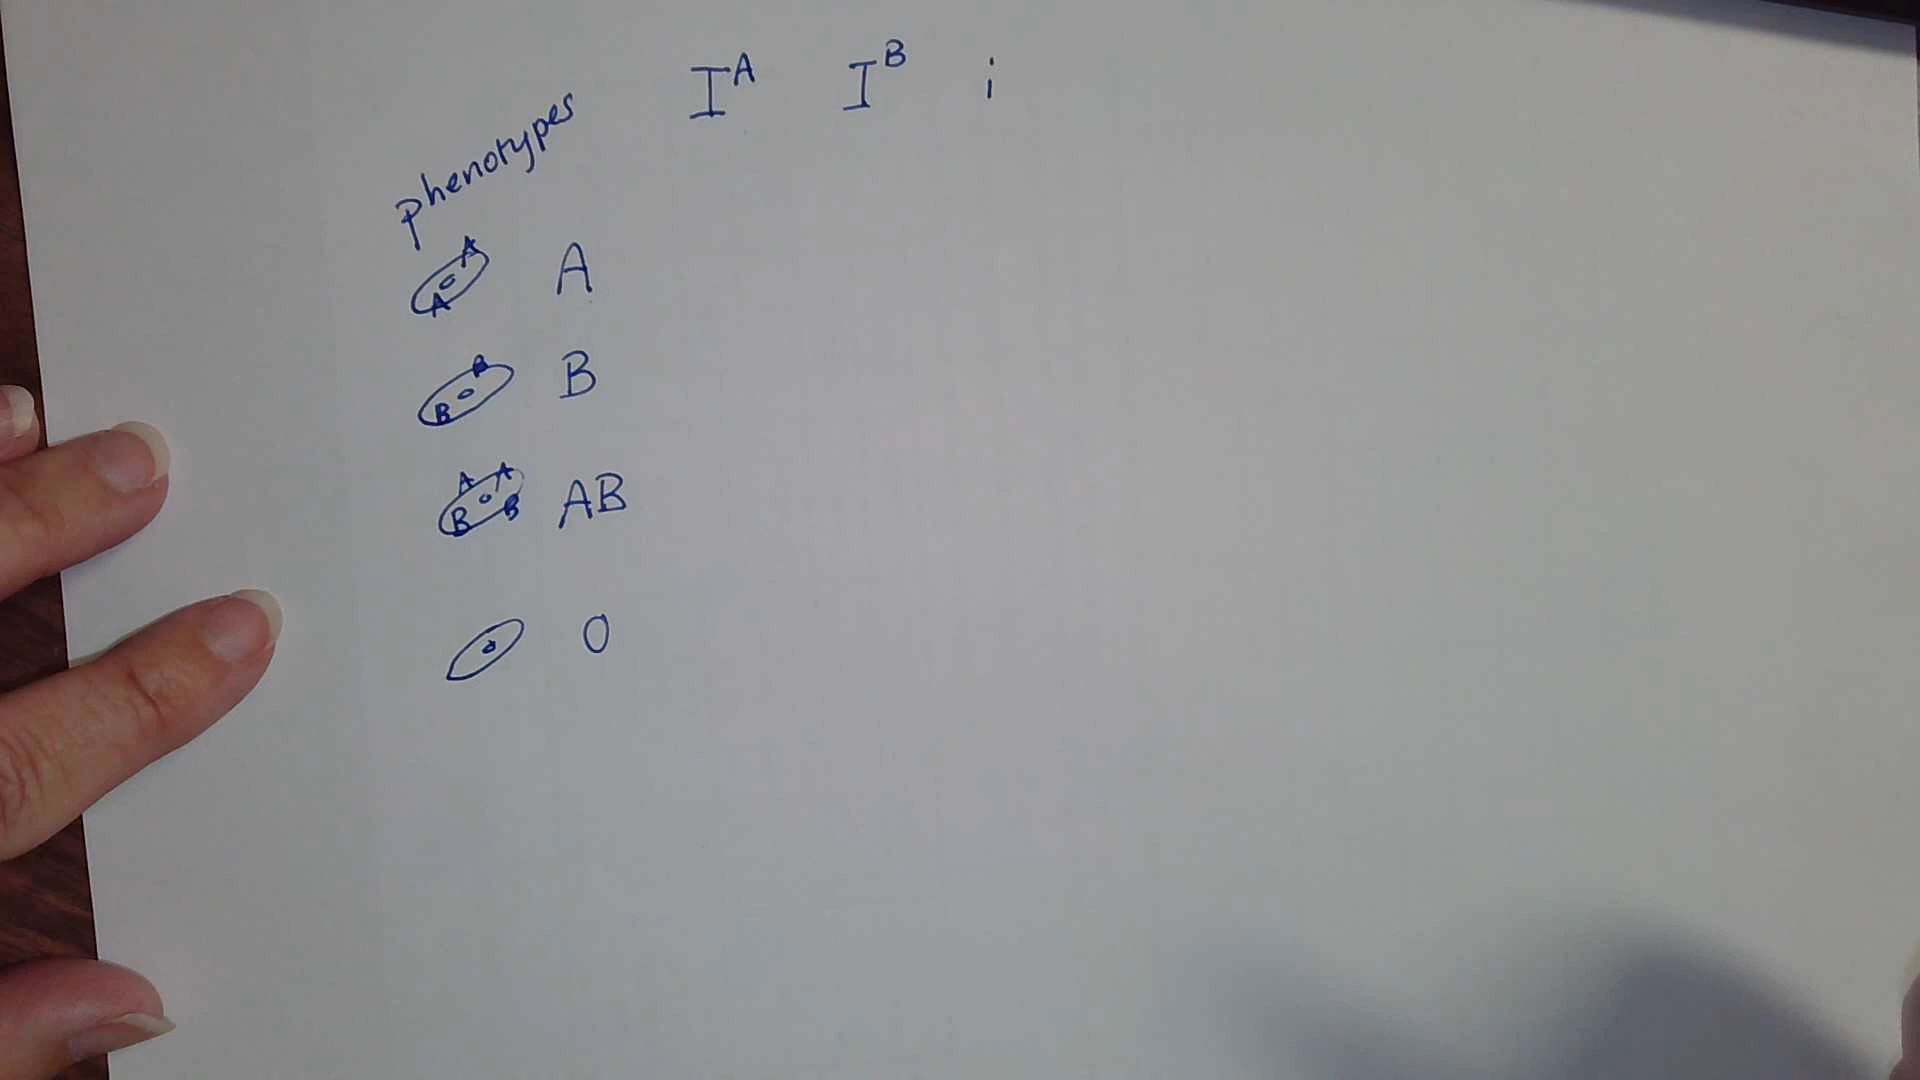 I^A I^B i
phenotypes
A A A
B B B
A A B B AB
O